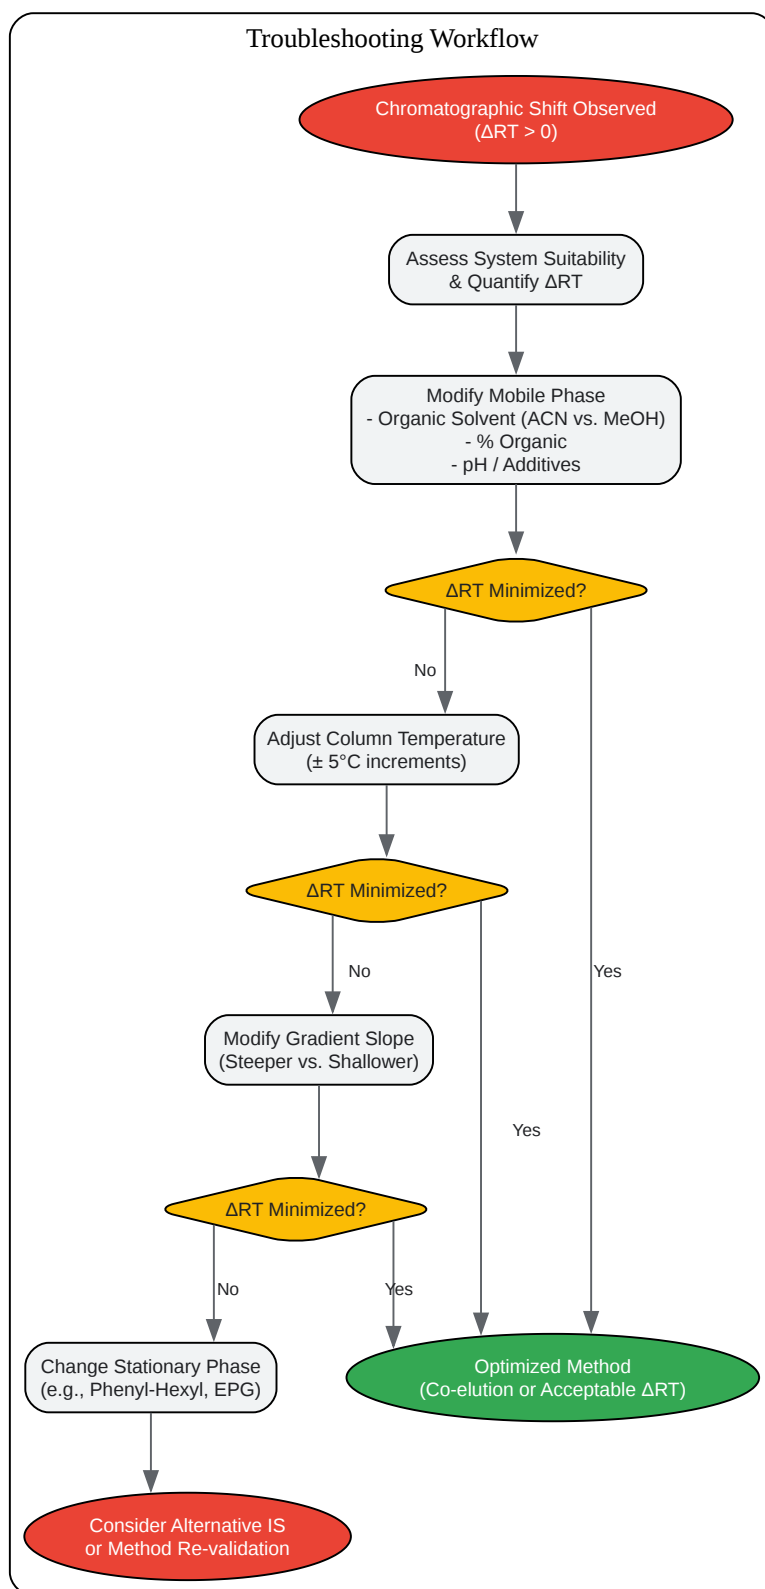 Troubleshooting Workflow
Chromatographic Shift Observed
(ΔRT > 0)
Assess System Suitability
& Quantify ΔRT
Modify Mobile Phase
- Organic Solvent (ACN vs. MeOH)
- % Organic
- pH / Additives
ΔRT Minimized?
No
Adjust Column Temperature
(± 5°C increments)
ΔRT Minimized?
No
Yes
Modify Gradient Slope
(Steeper vs. Shallower)
Yes
ΔRT Minimized?
No
Yes
Change Stationary Phase
(e.g., Phenyl-Hexyl, EPG)
Optimized Method
(Co-elution or Acceptable ΔRT)
Consider Alternative IS
or Method Re-validation